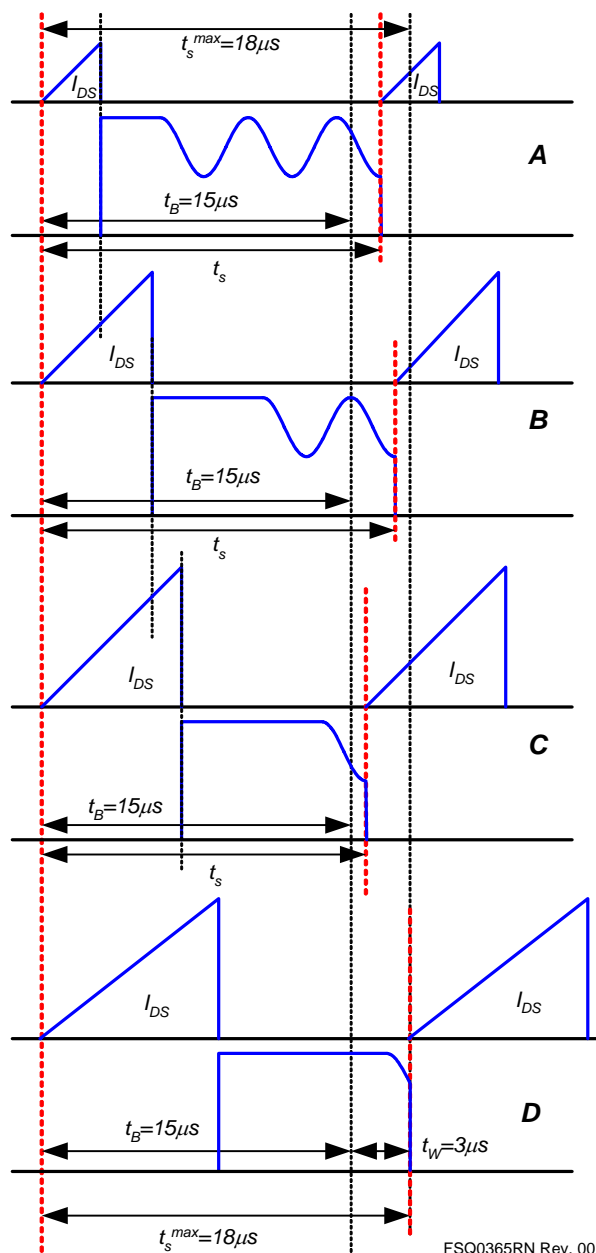 t_s^max=18μs
I_DS I_DS
A
t_B=15μs
t_s
I_DS I_DS
B
t_B=15μs
t_s
I_DS I_DS
C
t_B=15μs
t_s
I_DS I_DS
D
t_B=15μs t_W=3μs
t_s^max=18μs
FSQ0365RN Rev. 00